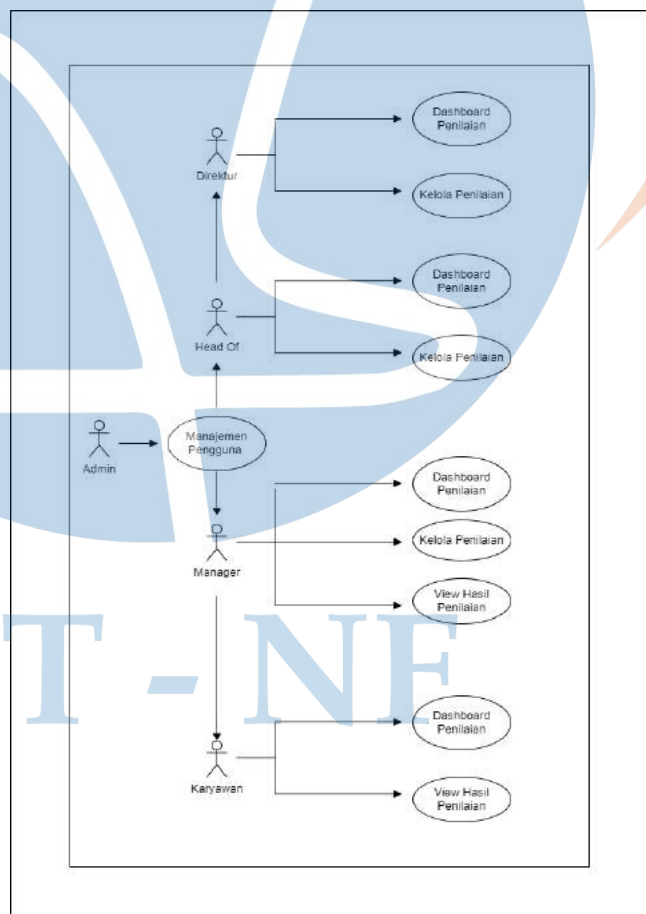 Dashboard
Penilaian
Direktur
Kelola Penilaian
Dashboard
Penilaian
Head Of
Kelola Penilaian
Manajemen
Pengguna
Admin
Dashboard
Penilaian
Kelola Penilaian
Manager
View Hasil
Penilaian
T - NF
Dashboard
Penilaian
Karyawan
View Hasil
Penilaian